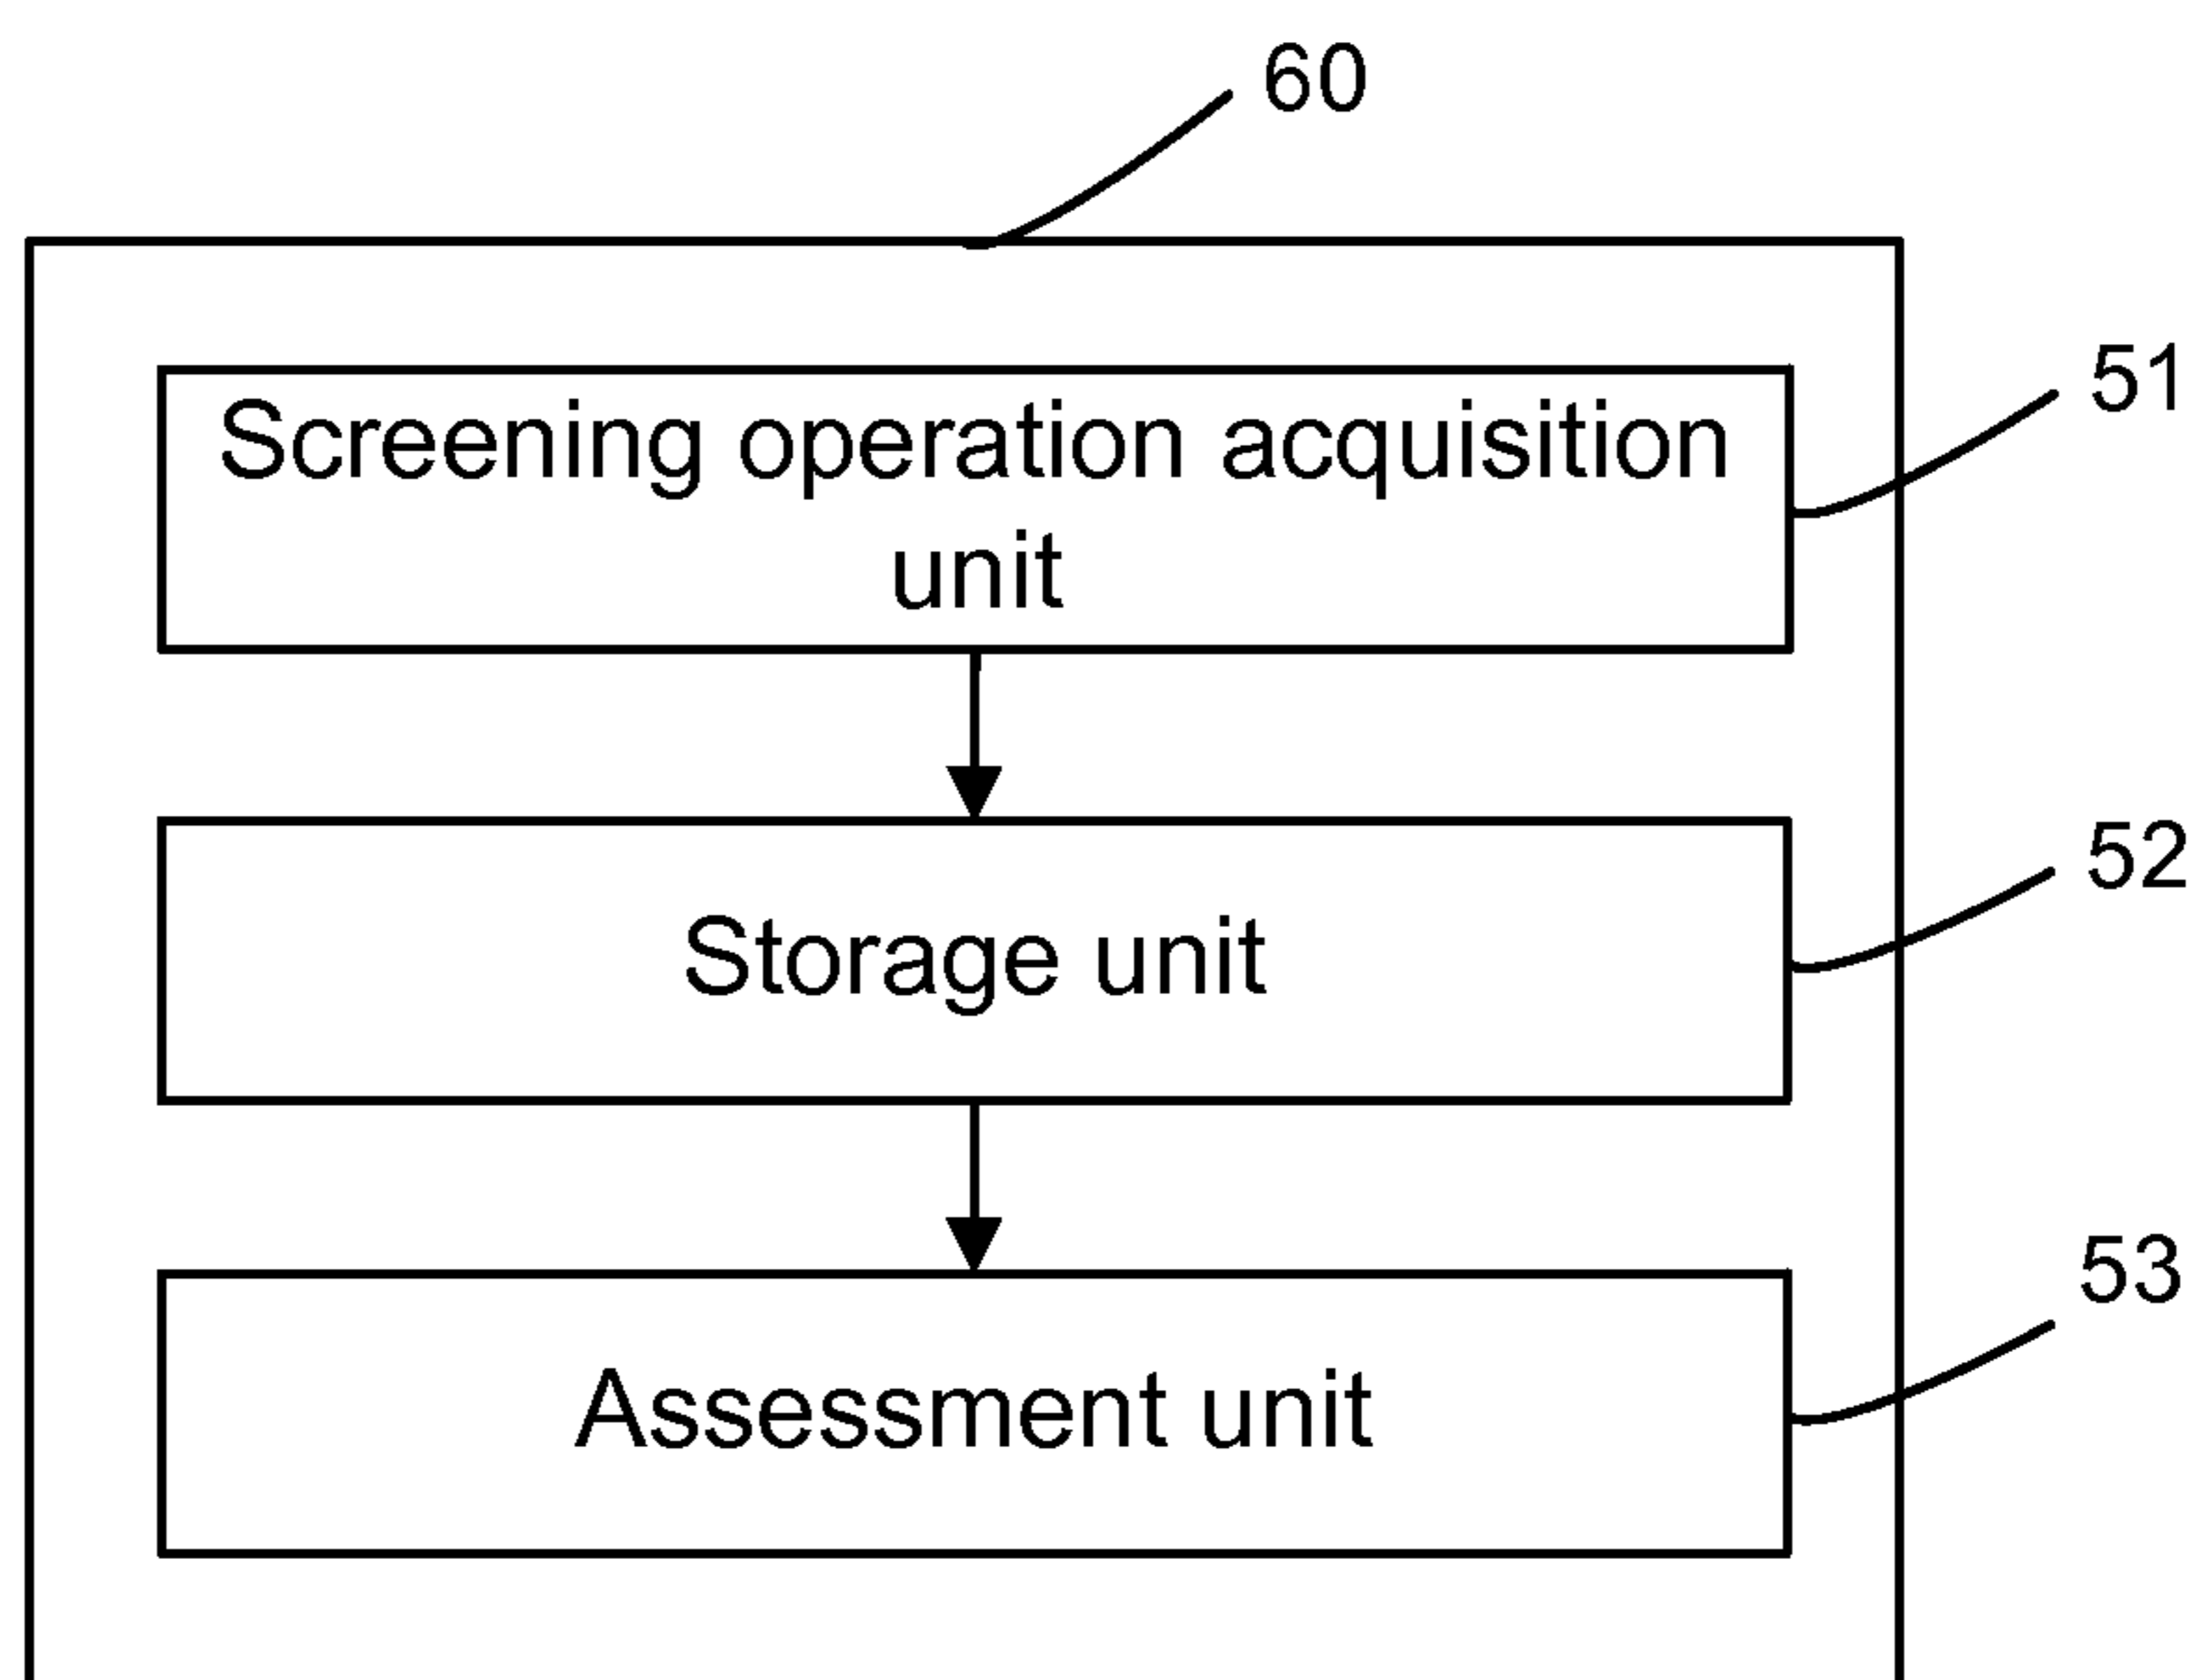 60
51
Screening operation acquisition
unit
52
Storage unit
53
Assessment unit